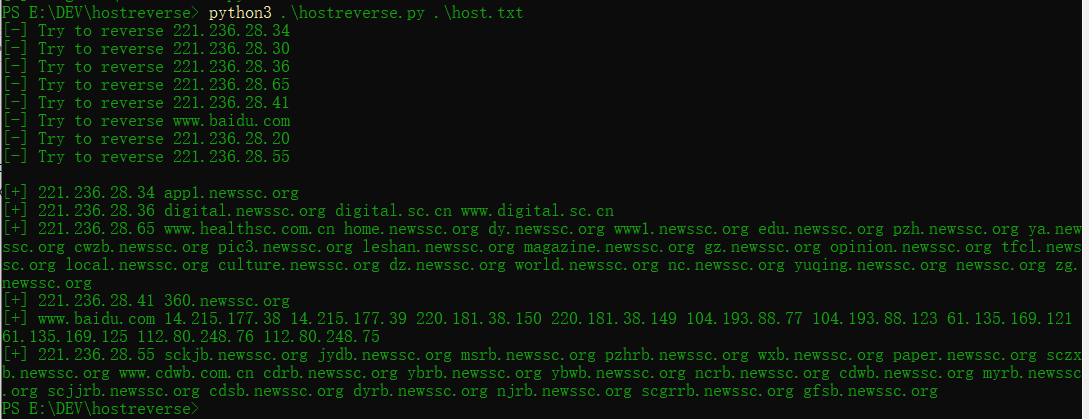 PS E:\DEV\hostreverse> python3 .\hostreverse.py .\host.txt
[-] Try to reverse 221.236.28.34
[-] Try to reverse 221.236.28.30
[-] Try to reverse 221.236.28.36
[-] Try to reverse 221.236.28.65
[-] Try to reverse 221.236.28.41
[-] Try to reverse www.baidu.com
[-] Try to reverse 221.236.28.20
[-] Try to reverse 221.236.28.55
[+] 221.236.28.34 app1.newssc.org
[+] 221.236.28.36 digital.newssc.org digital.sc.cn www.digital.sc.cn
[+] 221.236.28.65 www.healthsc.com.cn home.newssc.org dy.newssc.org www1.newssc.org edu.newssc.org pzh.newssc.org ya.new
ssc.org cwzb.newssc.org pic3.newssc.org leshan.newssc.org magazine.newssc.org gz.newssc.org opinion.newssc.org tfcl.news
sc.org local.newssc.org culture.newssc.org dz.newssc.org world.newssc.org nc.newssc.org yuqing.newssc.org newssc.org zg.
newssc.org
[+] 221.236.28.41 360.newssc.org
[+] www.baidu.com 14.215.177.38 14.215.177.39 220.181.38.150 220.181.38.149 104.193.88.77 104.193.88.123 61.135.169.121
61.135.169.125 112.80.248.76 112.80.248.75
[+] 221.236.28.55 sckjb.newssc.org jydb.newssc.org msrb.newssc.org pzhrb.newssc.org wxb.newssc.org paper.newssc.org sczx
b.newssc.org www.cdwb.com.cn cdrb.newssc.org ybrb.newssc.org ybwb.newssc.org ncrb.newssc.org cdwb.newssc.org myrb.newssc
.org scjjrb.newssc.org cdsb.newssc.org dyrb.newssc.org njrb.newssc.org scgrrb.newssc.org gfsb.newssc.org
PS E:\DEV\hostreverse>